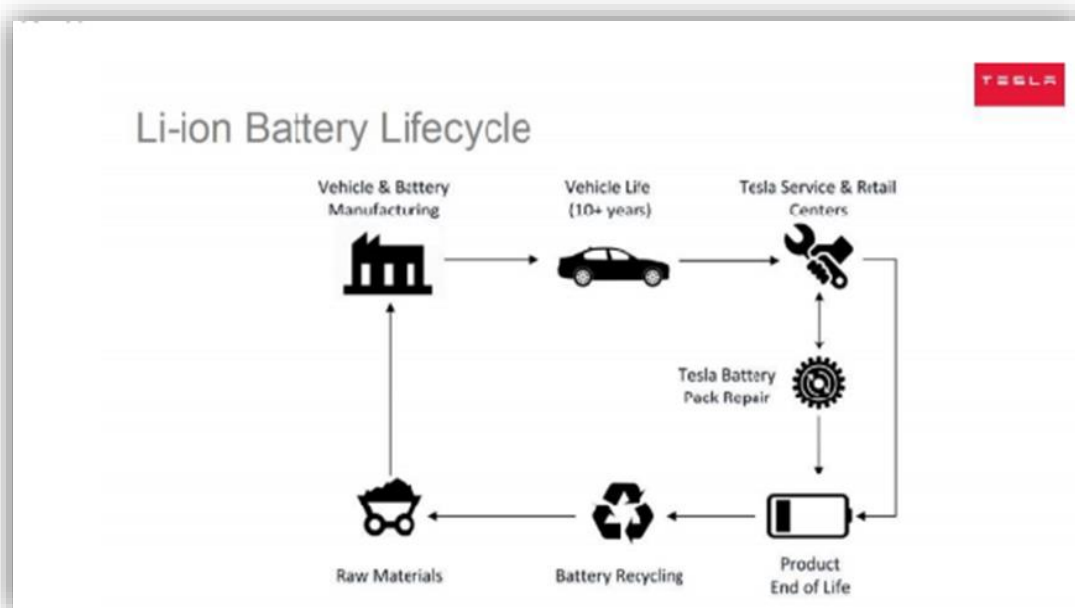 TESLA
Li-ion Battery Lifecycle
Vehicle & Battery
Manufacturing
Vehicle Life
(10+ years)
Tesla Service & Retail
Centers
Tesla Battery
Pack Repair
Raw Materials
Battery Recycling
Product
End of Life